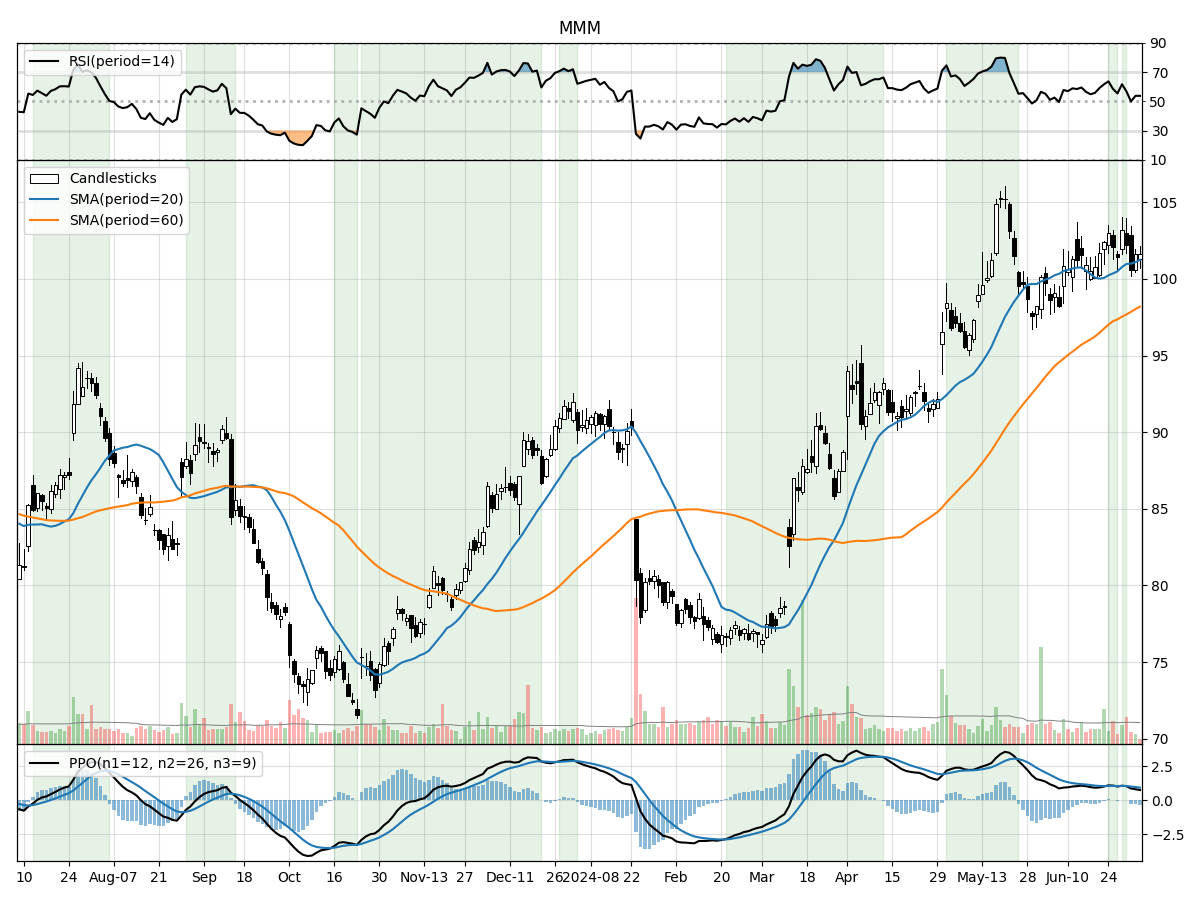 MMM
RSI(period=14)
90
70
50
30
10
Candlesticks
SMA(period=20)
SMA(period=60)
105
100
95
90
85
80
75
70
PPO(n1=12, n2=26, n3=9)
2.5
0.0
−2.5
10 24 Aug-07 21 Sep 18 Oct 16 30 Nov-13 27 Dec-11 26 2024-08 22 Feb 20 Mar 18 Apr 15 29 May-13 28 Jun-10 24